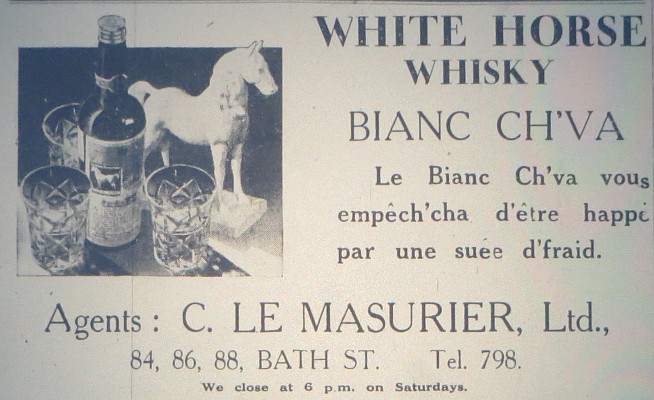 WHITE HORSE
WHISKY
BIANC CH'VA
Le Bianc Ch'va vous
empêch'cha d'être happé
par une suée d'fraid.
Agents: C. LE MASURIER, Ltd.,
84, 86, 88, BATH ST. Tel. 798.
We close at 6 p.m. on Saturdays.